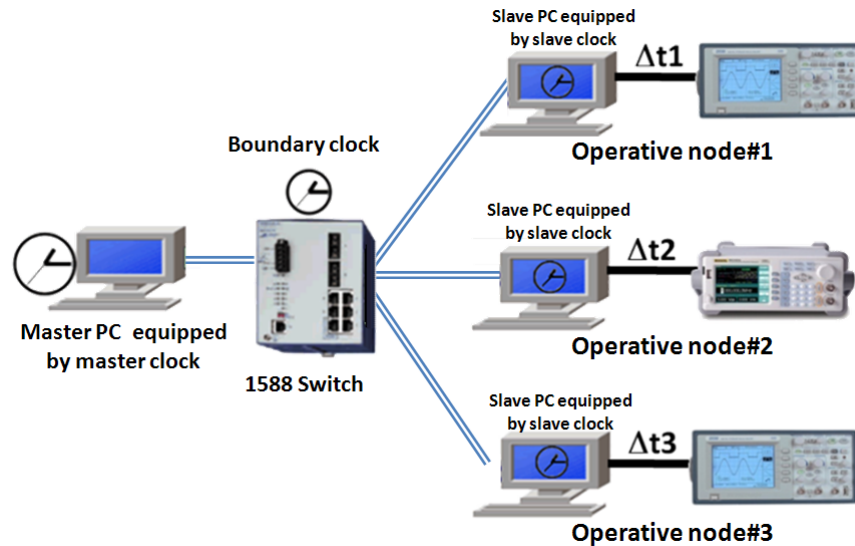 Slave PC equipped
by slave clock
Δt1
Operative node#1
Boundary clock
Slave PC equipped
by slave clock
Δt2
Master PC equipped
by master clock
1588 Switch
Operative node#2
Slave PC equipped
by slave clock
Δt3
Operative node#3